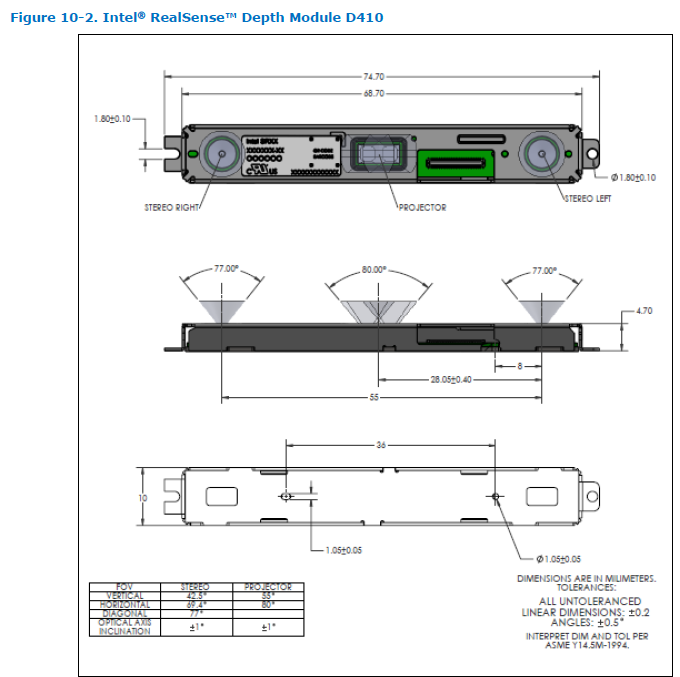 Figure 10-2. Intel® RealSense™ Depth Module D410
74.70
68.70
1.80±0.10
Intel
US
STEREO RIGHT
PROJECTOR
STEREO LEFT
Ø1.80±0.10
77.00°
80.00°
77.00°
4.70
8
28.05±0.40
55
36
10
1.05±0.05
Ø1.05±0.05
FOV STEREO PROJECTOR
VERTICAL 42.5° 55°
HORIZONTAL 69.4° 80°
DIAGONAL 77°
OPTICAL AXIS
INCLINATION ±1° ±1°
DIMENSIONS ARE IN MILIMETERS.
TOLERANCES:
ALL UNTOLERANCED
LINEAR DIMENSIONS: ±0.2
ANGLES: ±0.5°
INTERPRET DIM AND TOL PER
ASME Y14.5M-1994.